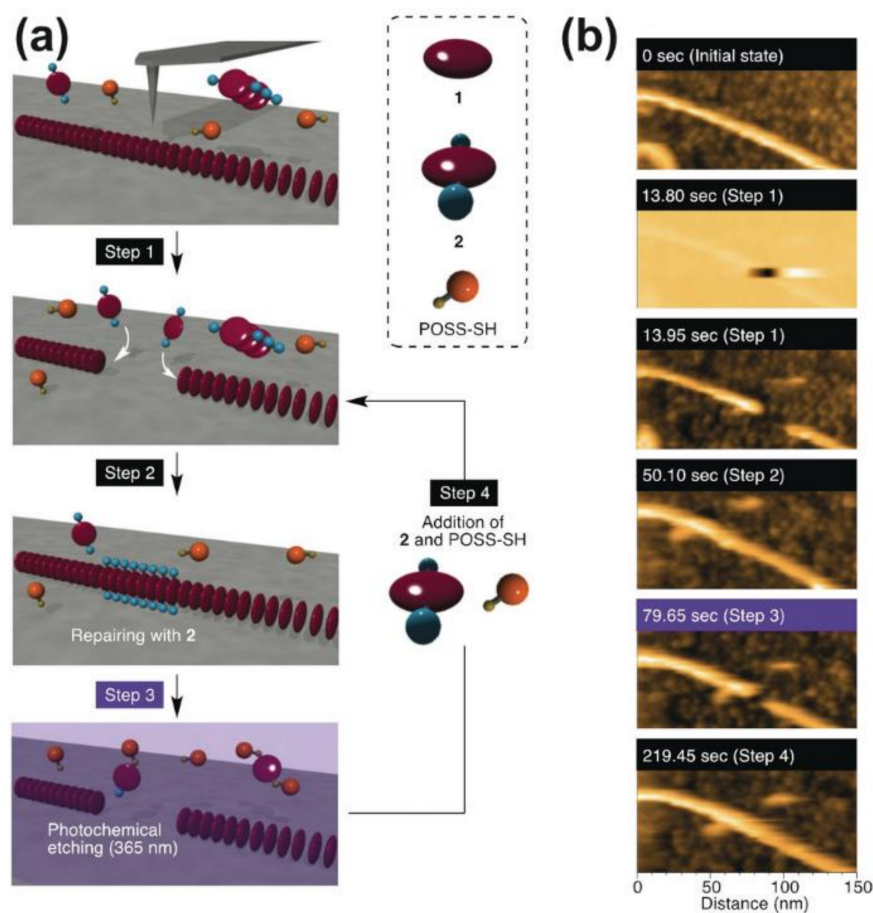 (a)
1
2
POSS-SH
Step 1
Step 2
Repairing with 2
Step 3
Photochemical
etching (365 nm)
Step 4
Addition of
2 and POSS-SH
(b)
0 sec (Initial state)
13.80 sec (Step 1)
13.95 sec (Step 1)
50.10 sec (Step 2)
79.65 sec (Step 3)
219.45 sec (Step 4)
0 50 100 150
Distance (nm)